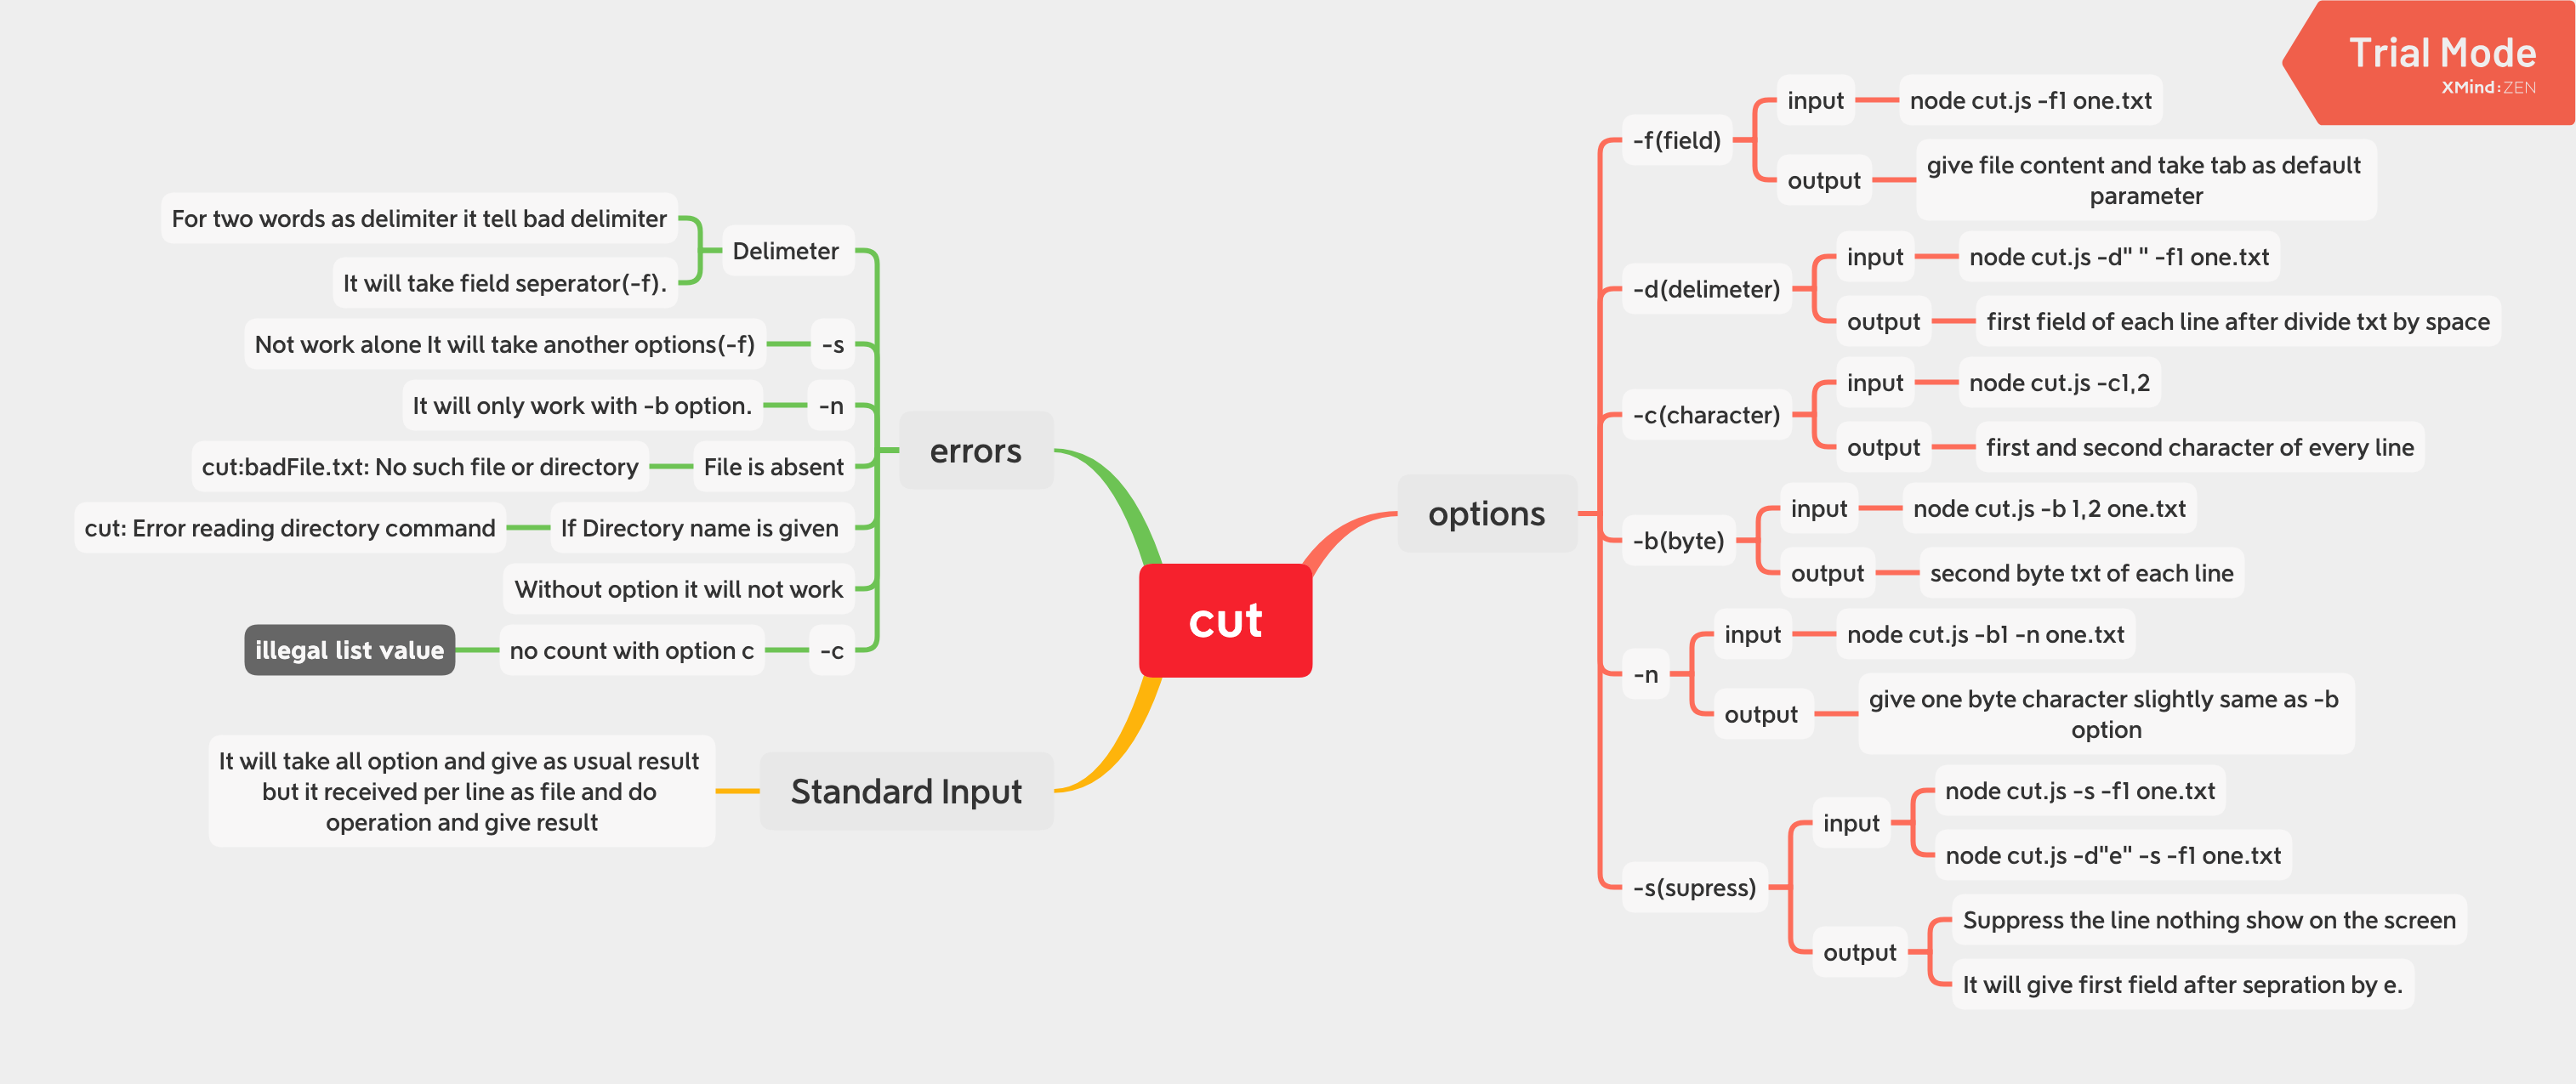 Trial Mode
XMind:ZEN
cut
options
-f(field)
input
node cut.js -f1 one.txt
output
give file content and take tab as default
parameter
-d(delimeter)
input
node cut.js -d" " -f1 one.txt
output
first field of each line after divide txt by space
-c(character)
input
node cut.js -c1,2
output
first and second character of every line
-b(byte)
input
node cut.js -b 1,2 one.txt
output
second byte txt of each line
-n
input
node cut.js -b1 -n one.txt
output
give one byte character slightly same as -b
option
-s(supress)
input
node cut.js -s -f1 one.txt
node cut.js -d"e" -s -f1 one.txt
output
Suppress the line nothing show on the screen
It will give first field after sepration by e.
errors
Delimeter
For two words as delimiter it tell bad delimiter
It will take field seperator(-f).
-s
Not work alone It will take another options(-f)
-n
It will only work with -b option.
File is absent
cut:badFile.txt: No such file or directory
If Directory name is given
cut: Error reading directory command
Without option it will not work
-c
no count with option c
illegal list value
Standard Input
It will take all option and give as usual result
but it received per line as file and do
operation and give result